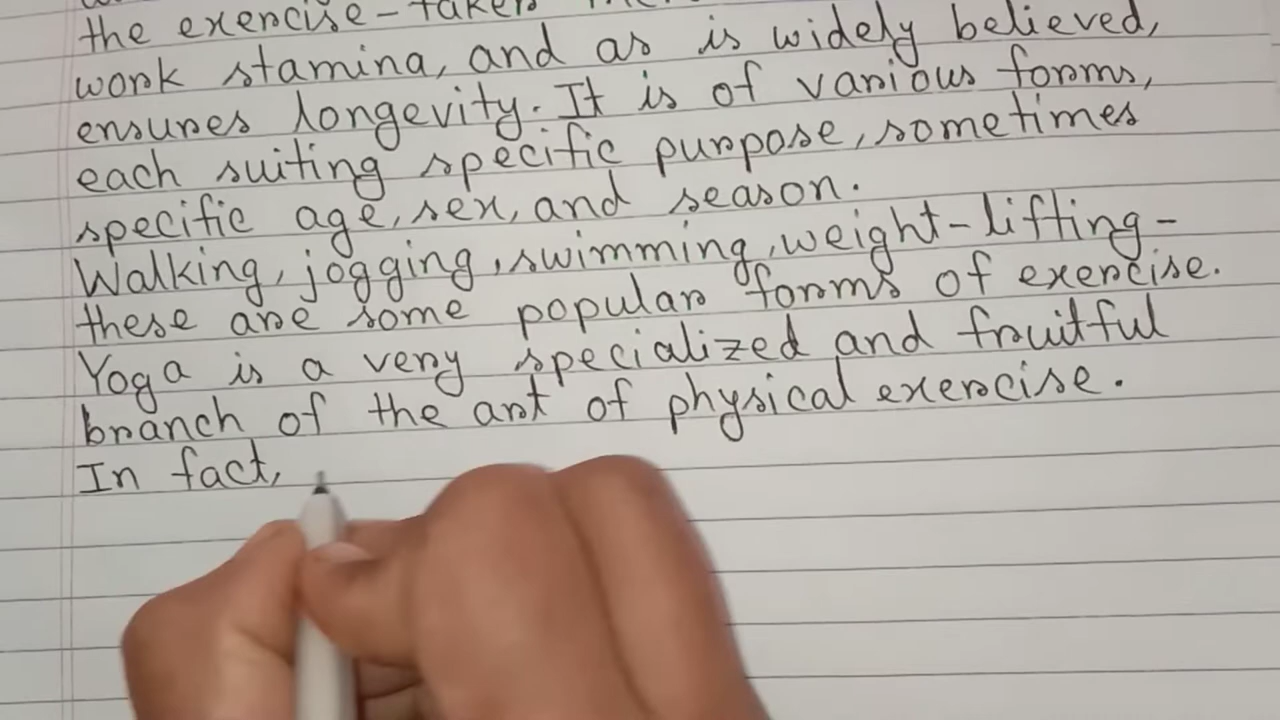 the exercise-taker
work stamina, and as is widely believed,
ensures longevity. It is of various forms,
each suiting specific purpose, sometimes
specific age, sex, and season.
Walking, jogging, swimming, weight-lifting-
these are some popular forms of exercise.
Yoga is a very specialized and fruitful
branch of the art of physical exercise.
In fact,